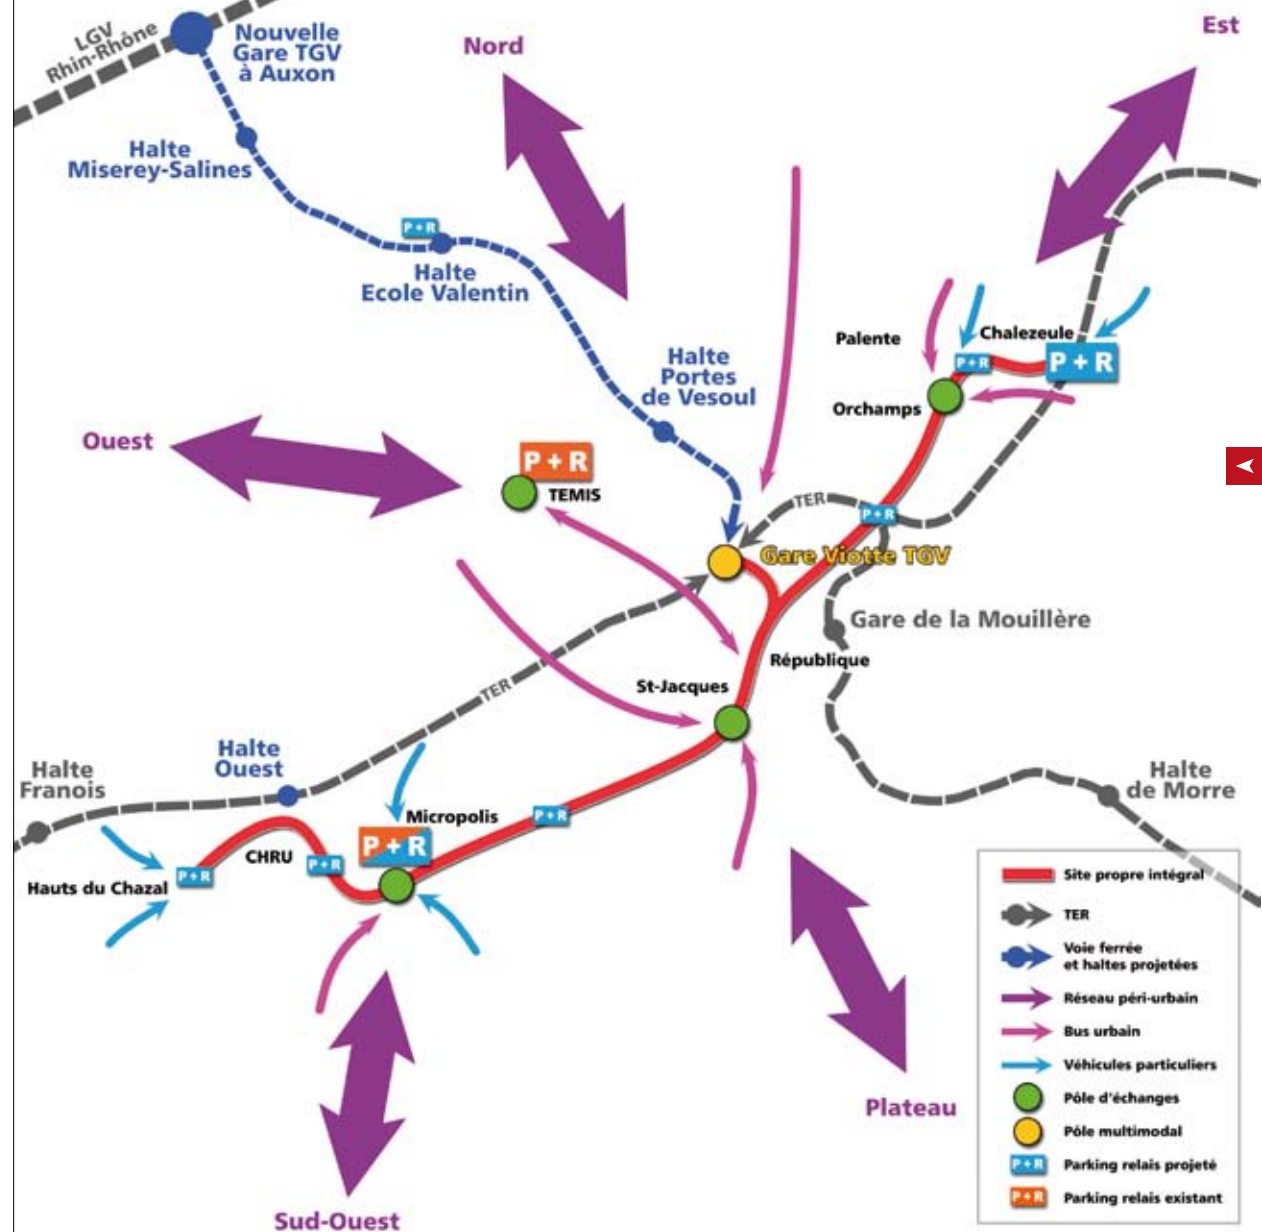 LGV
Rhin-Rhône
Nouvelle
Gare TGV
à Auxon
Nord
Est
Halte
Miserey-Salines
P+R
Halte
Ecole Valentin
Palente
Chalezeule
P+R
P+R
Halte
Portes
de Vesoul
Orchamps
Ouest
P+R
TEMIS
TER
P+R
Gare Viotte TGV
Gare de la Mouillère
République
St-Jacques
TER
Halte
Ouest
Halte
Franois
Halte
de Morre
Micropolis
P+R
P+R
CHRU
P+R
Hauts du Chazal
P+R
Plateau
Sud-Ouest
Site propre intégral
TER
Voie ferrée
et haltes projetées
Réseau péri-urbain
Bus urbain
Véhicules particuliers
Pôle d'échanges
Pôle multimodal
P+R Parking relais projeté
P+R Parking relais existant